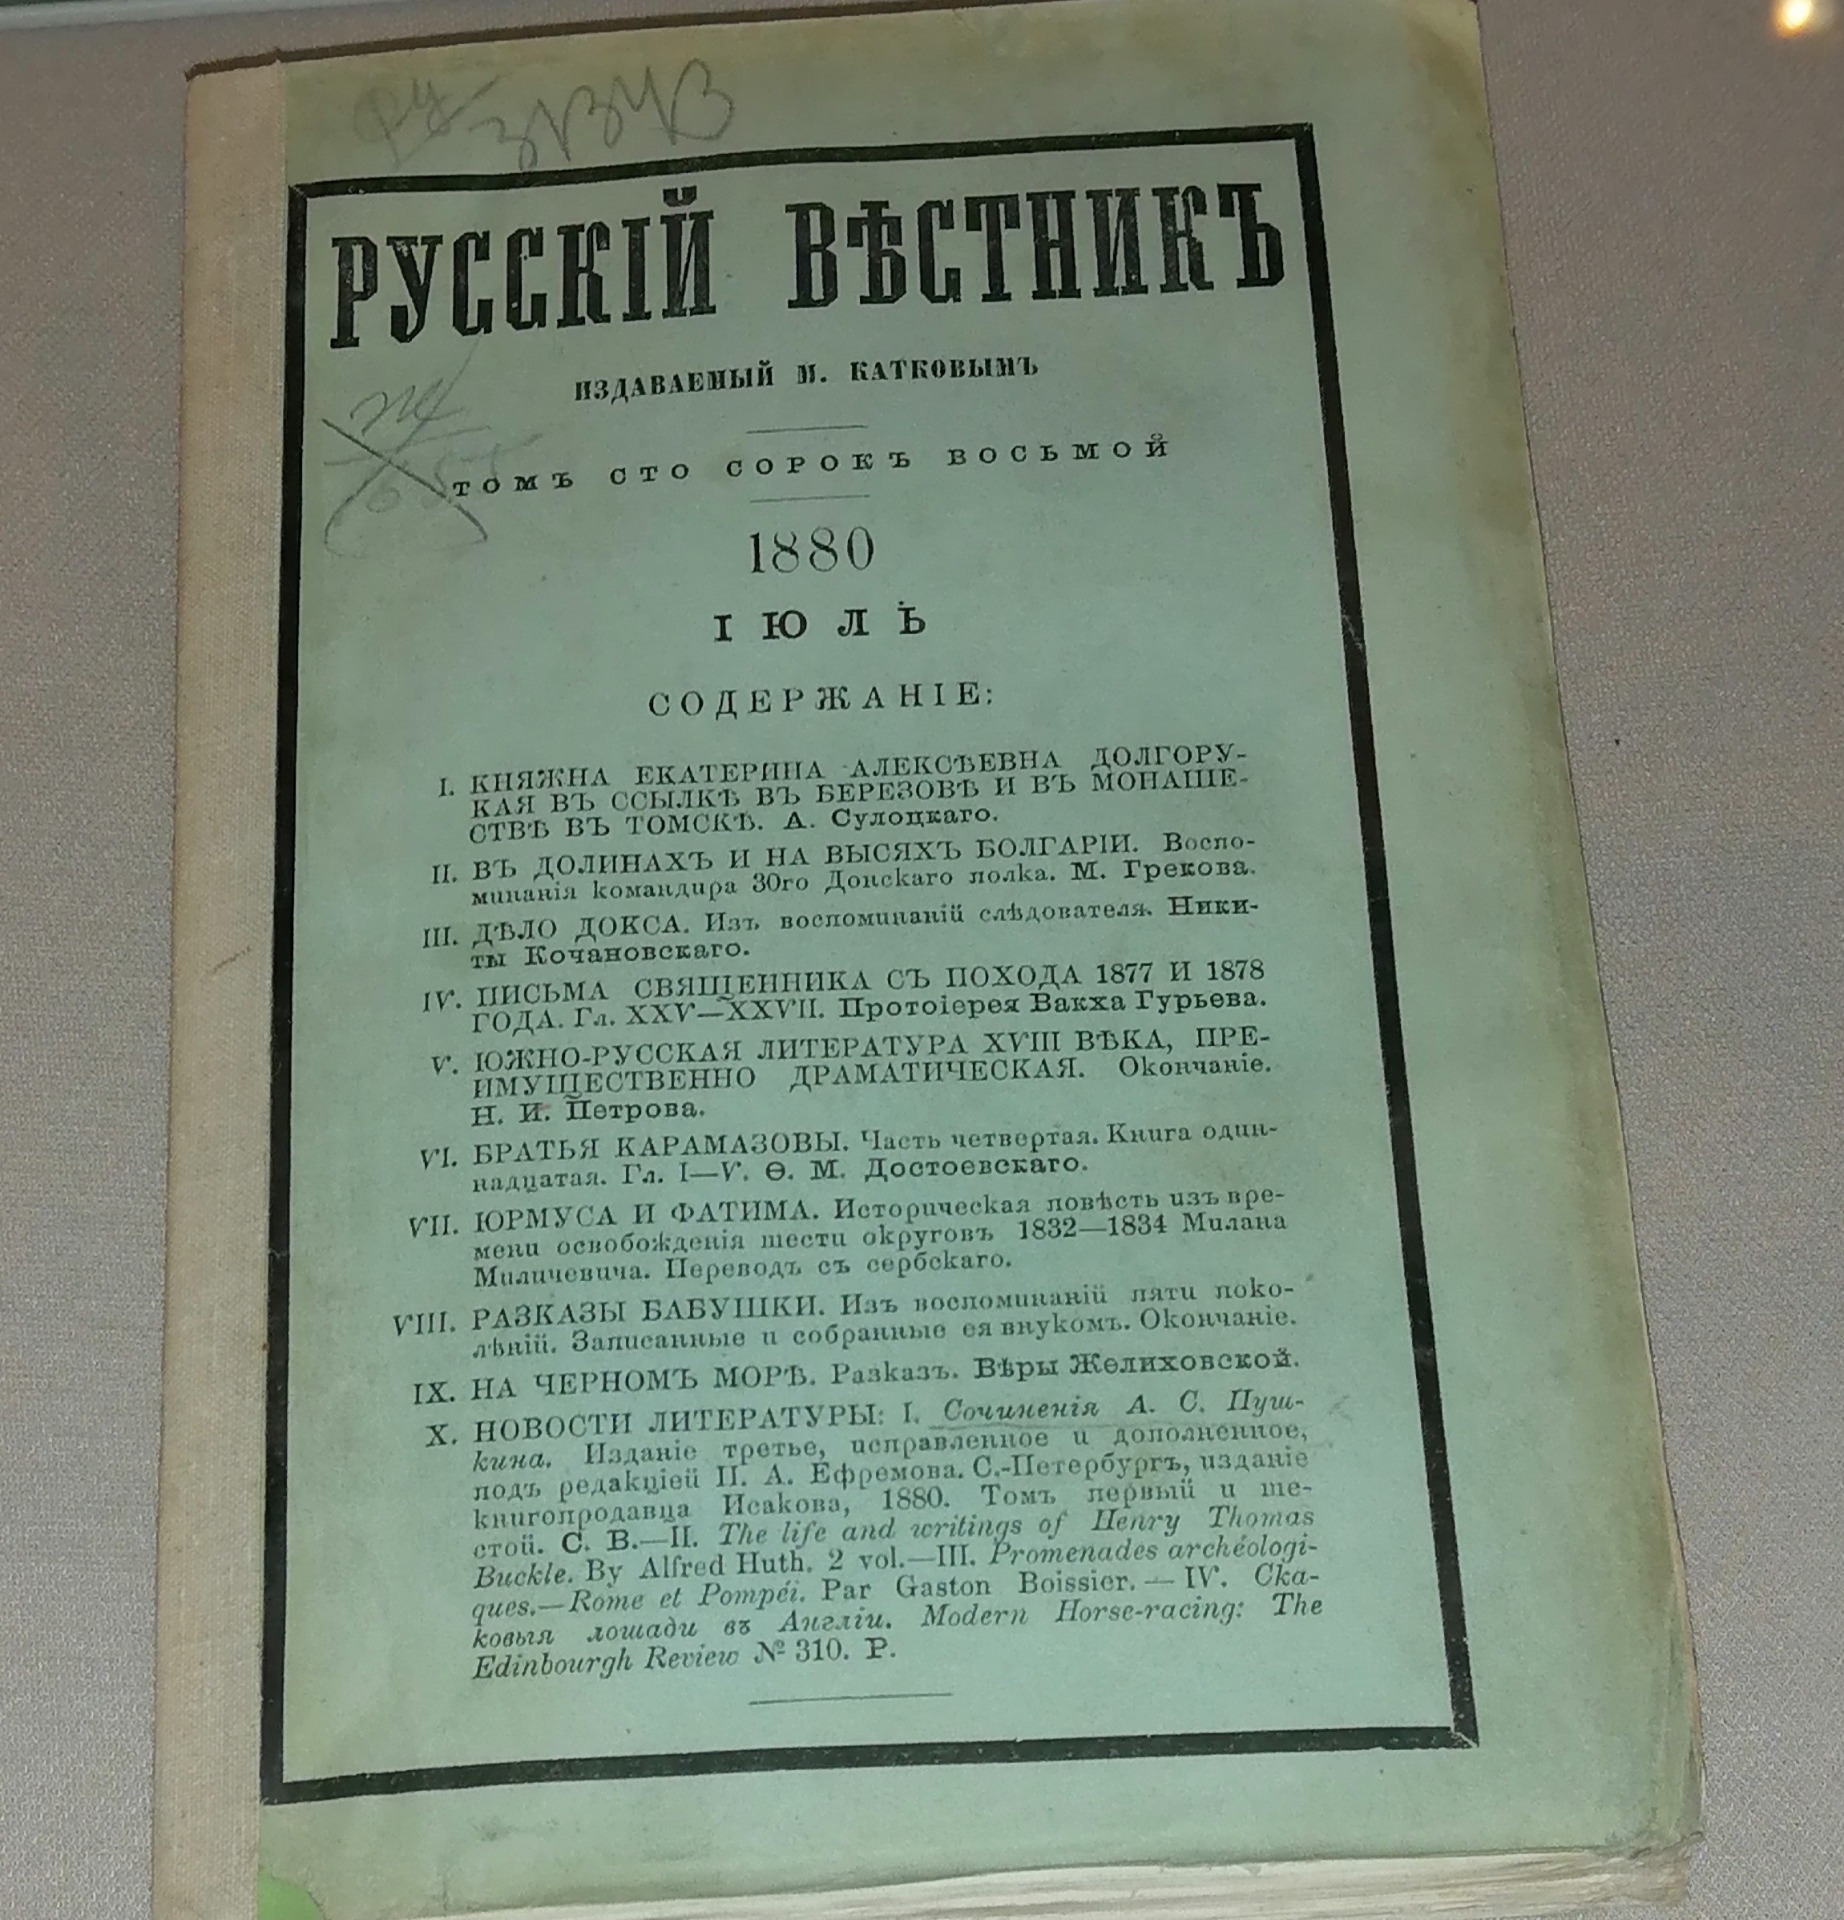 РУССКІЙ ВѢСТНИКЪ
ИЗДАВАЕМЫЙ М. КАТКОВЫМЪ
ТОМЪ СТО СОРОКЪ ВОСЬМОЙ
1880
ІЮЛЬ
СОДЕРЖАНІЕ:
I. КНЯЖНА ЕКАТЕРИНА АЛЕКСѢЕВНА ДОЛГОРУ-
КАЯ ВЪ ССЫЛКѢ ВЪ БЕРЕЗОВѢ И ВЪ МОНАШЕ-
СТВѢ ВЪ ТОМСКѢ. А. Сулоцкаго.
II. ВЪ ДОЛИНАХЪ И НА ВЫСЯХЪ БОЛГАРІИ. Воспо-
минанія командира 30го Донскаго полка. М. Грекова.
III. ДѢЛО ДОКСА. Изъ воспоминаній слѣдователя. Ники-
ты Кочановскаго.
IV. ПИСЬМА СВЯЩЕННИКА СЪ ПОХОДА 1877 И 1878
ГОДА. Гл. XXV—XXVII. Протоіерея Вакха Гурьева.
V. ЮЖНО-РУССКАЯ ЛИТЕРАТУРА XVIII ВѢКА, ПРЕ-
ИМУЩЕСТВЕННО ДРАМАТИЧЕСКАЯ. Окончаніе.
Н. И. Петрова.
VI. БРАТЬЯ КАРАМАЗОВЫ. Часть четвертая. Книга один-
надцатая. Гл. I—V. Ѳ. М. Достоевскаго.
VII. ЮРМУСА И ФАТИМА. Историческая повѣсть изъ вре-
мени освобожденія шести округовъ 1832—1834 Милана
Миличевича. Переводъ съ сербскаго.
VIII. РАЗКАЗЫ БАБУШКИ. Изъ воспоминаній пяти поко-
лѣній. Записанные и собранные ея внукомъ. Окончаніе.
IX. НА ЧЕРНОМЪ МОРѢ. Разказъ. Вѣры Желиховской.
X. НОВОСТИ ЛИТЕРАТУРЫ: I. Сочиненія А. С. Пуш-
кина. Изданіе третье, исправленное и дополненное,
подъ редакціей П. А. Ефремова. С.-Петербургъ, изданіе
книгопродавца Исакова, 1880. Томъ первый и ше-
стой. С. В.—II. The life and writings of Henry Thomas
Buckle. By Alfred Huth. 2 vol.—III. Promenades archéologi-
ques.—Rome et Pompéi. Par Gaston Boissier. — IV. Ска-
ковыя лошади въ Англіи. Modern Horse-racing: The
Edinbourgh Review № 310. Р.